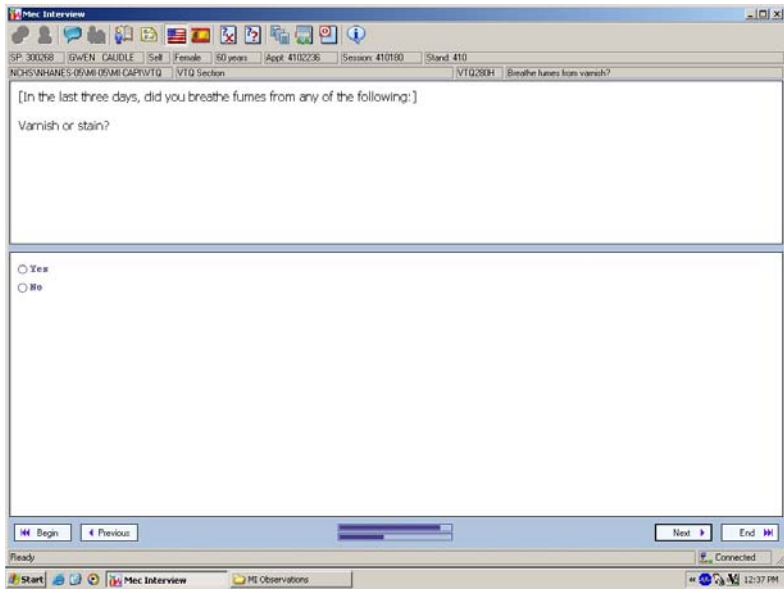 Mec Interview
SP: 300268 GWEN CAUDLE Self Female 60 years Appt: 4102236 Session: 410180 Stand: 410
NCHS\NHANES-05\MI-05\MI-CAPI\VTQ VTQ Section VTQ280H Breathe fumes from varnish?
[In the last three days, did you breathe fumes from any of the following:]
Varnish or stain?
Yes
No
Begin Previous Next End
Ready Connected
Start Mec Interview MI Observations 12:37 PM